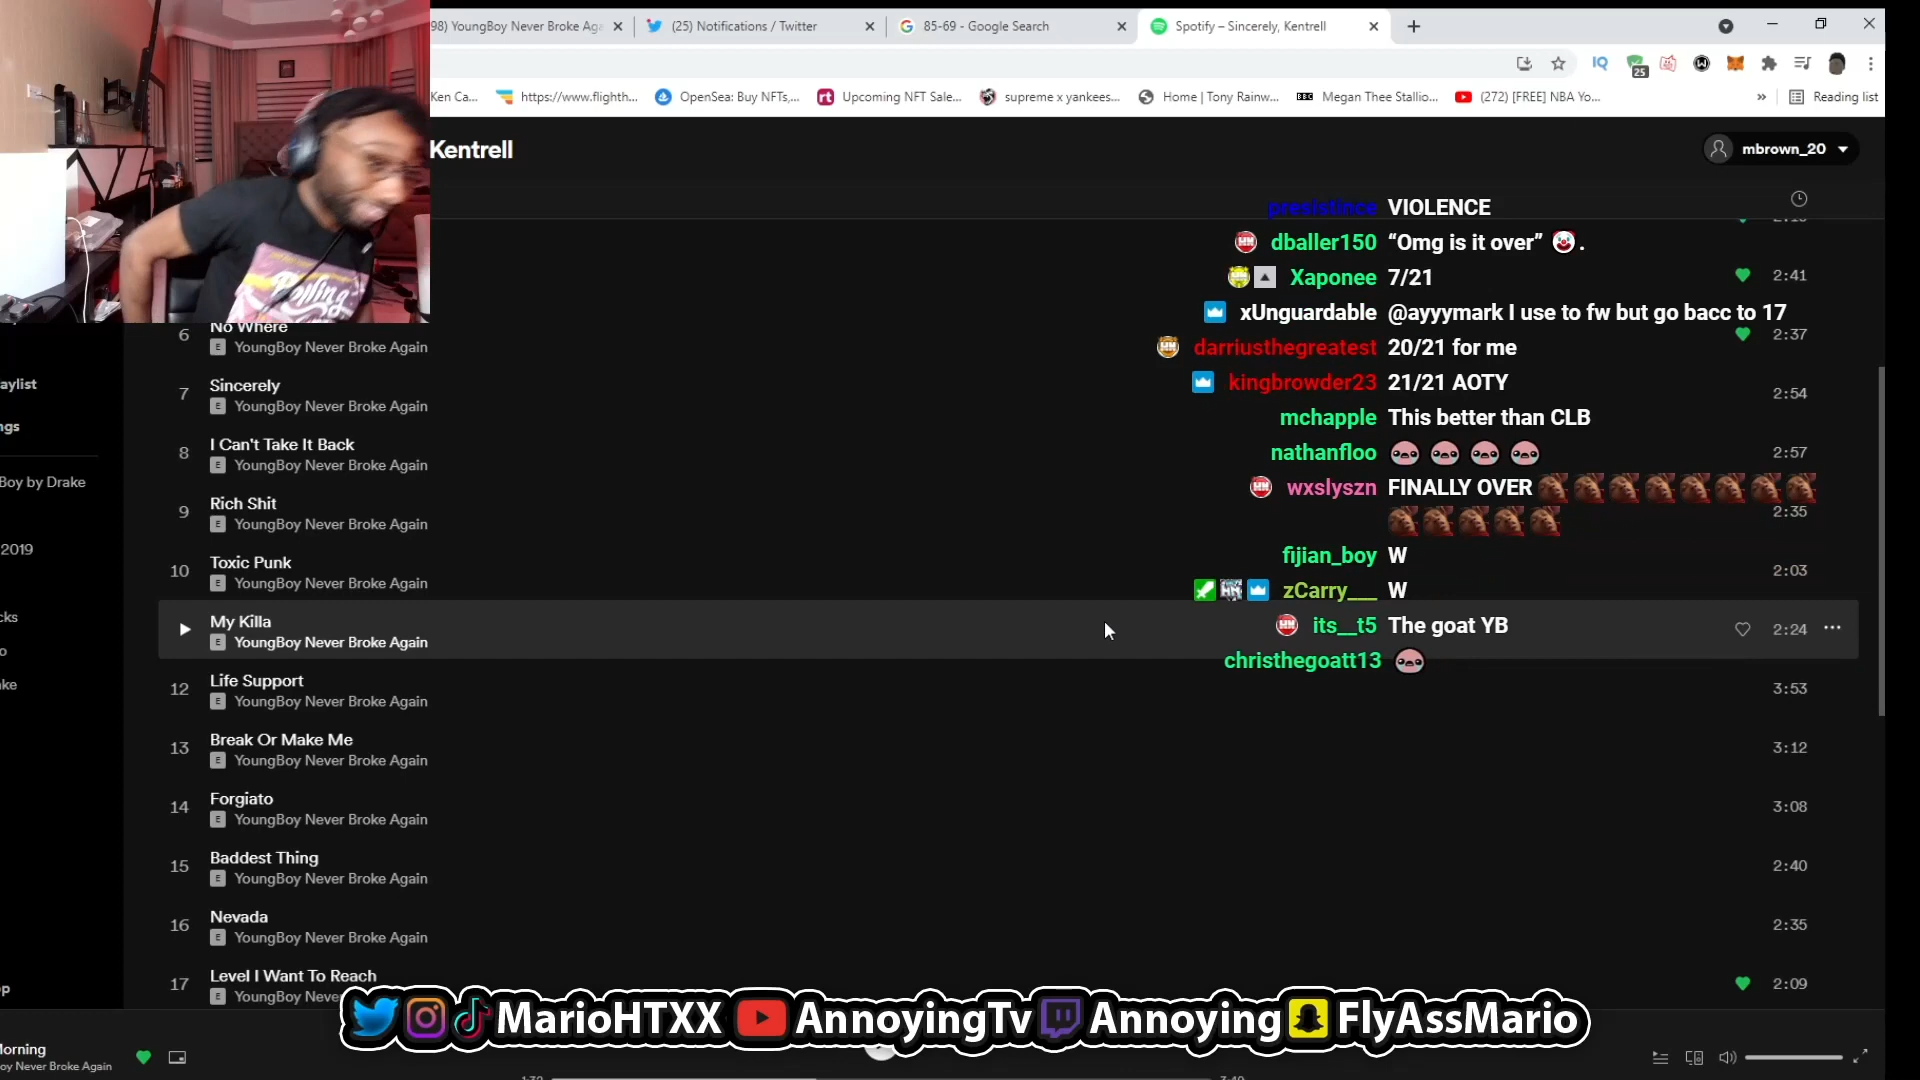 98) YoungBoy Never Broke Aga
(25) Notifications / Twitter
85-69 - Google Search
Spotify – Sincerely, Kentrell
25
Ken Ca...
https://www.flighth...
OpenSea: Buy NFTs,...
Upcoming NFT Sale...
supreme x yankees...
Home | Tony Rainw...
BBC
Megan Thee Stallio...
(272) [FREE] NBA Yo...
Reading list
Kentrell
mbrown_20
presistince VIOLENCE
dballer150 “Omg is it over” .
Xaponee 7/21
2:41
xUnguardable @ayyymark I use to fw but go bacc to 17
6
No Where
2:37
E YoungBoy Never Broke Again
darriusthegreatest 20/21 for me
aylist
kingbrowder23 21/21 AOTY
7
Sincerely
2:54
E YoungBoy Never Broke Again
mchapple This better than CLB
ngs
8
I Can't Take It Back
2:57
E YoungBoy Never Broke Again
nathanfloo
Boy by Drake
wxslyszn FINALLY OVER
9
Rich Shit
2:35
E YoungBoy Never Broke Again
2019
fijian_boy W
10
Toxic Punk
2:03
E YoungBoy Never Broke Again
zCarry___ W
cks
My Killa
2:24
E YoungBoy Never Broke Again
its__t5 The goat YB
o
christhegoatt13
ke
12
Life Support
3:53
E YoungBoy Never Broke Again
13
Break Or Make Me
3:12
E YoungBoy Never Broke Again
14
Forgiato
3:08
E YoungBoy Never Broke Again
15
Baddest Thing
2:40
E YoungBoy Never Broke Again
16
Nevada
2:35
E YoungBoy Never Broke Again
17
Level I Want To Reach
2:09
E YoungBoy Ne
p
MarioHTXX AnnoyingTv Annoying FlyAssMario
Morning
oy Never Broke Again